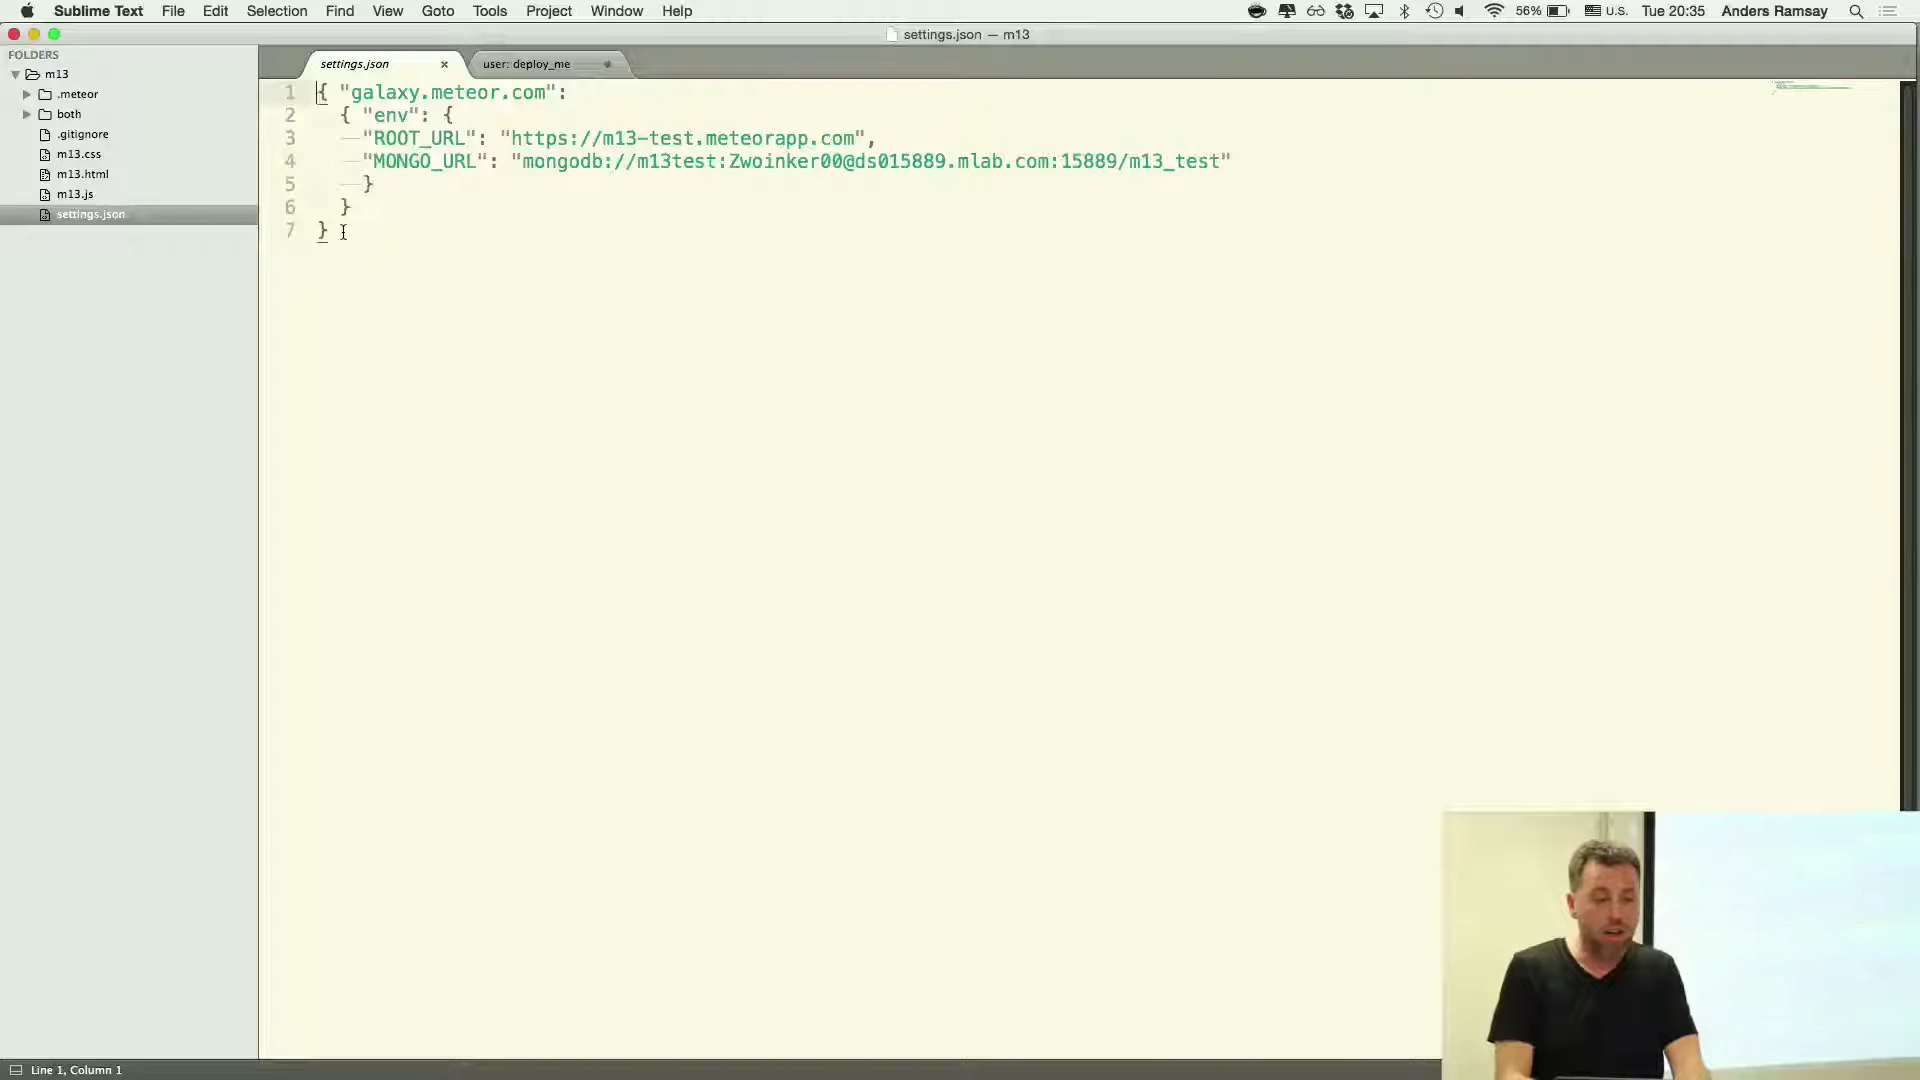 Sublime Text File Edit Selection Find View Goto Tools Project Window Help 56% U.S. Tue 20:35 Anders Ramsay
settings.json — m13
FOLDERS
m13
.meteor
both
.gitignore
m13.css
m13.html
m13.js
settings.json
settings.json × user: deploy_me
1 { "galaxy.meteor.com":
2 { "env": {
3 "ROOT_URL": "https://m13-test.meteorapp.com",
4 "MONGO_URL": "mongodb://m13test:Zwoinker00@ds015889.mlab.com:15889/m13_test"
5 }
6 }
7 }
Line 1, Column 1